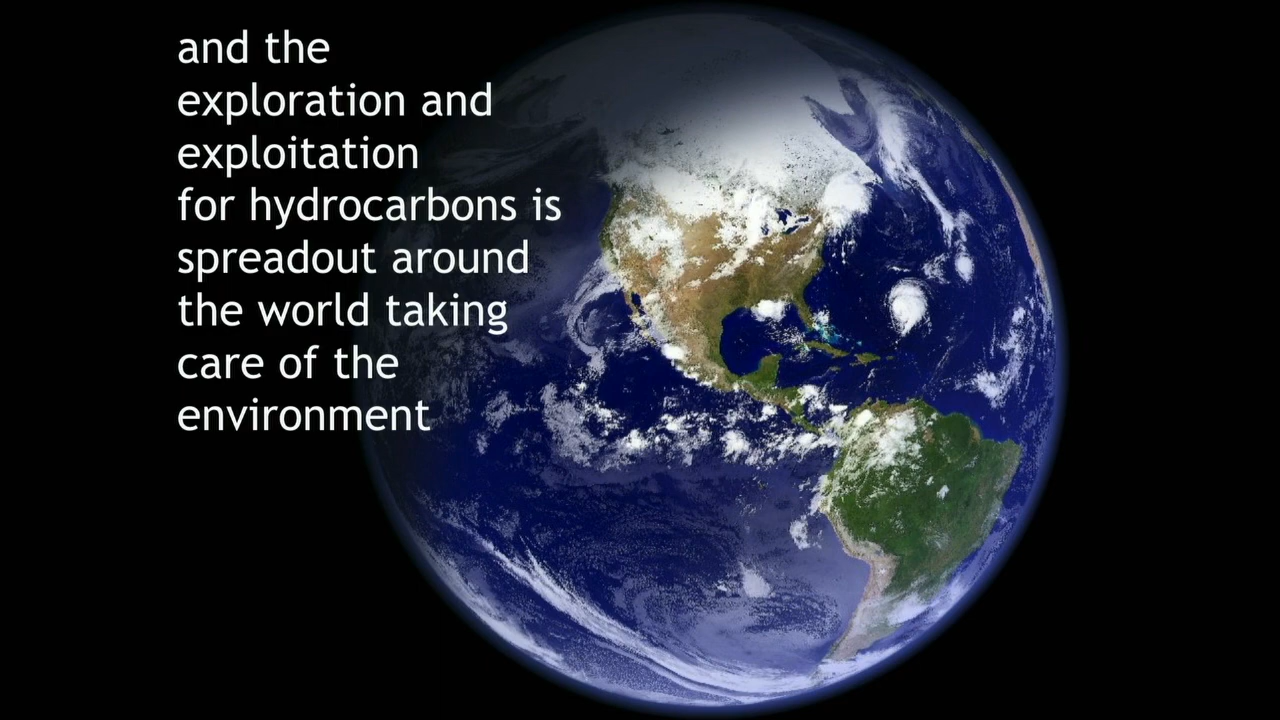 and the
exploration and
exploitation
for hydrocarbons is
spreadout around
the world taking
care of the
environment